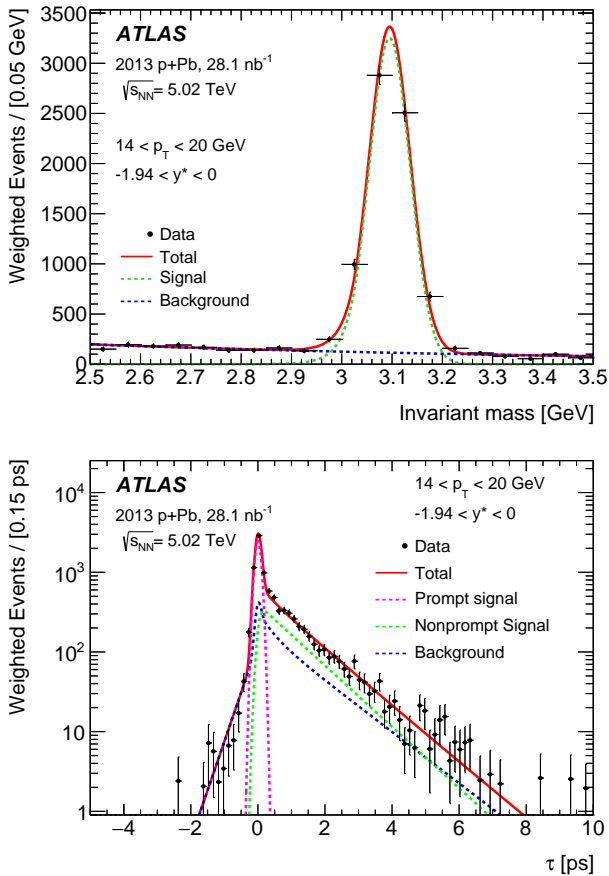 Weighted Events / [0.05 GeV]
3500
3000
2500
2000
1500
1000
500
0
ATLAS
2013 p+Pb, 28.1 nb⁻¹
√s_NN = 5.02 TeV
14 < p_T < 20 GeV
-1.94 < y* < 0
Data
Total
Signal
Background
2.5 2.6 2.7 2.8 2.9 3 3.1 3.2 3.3 3.4 3.5
Invariant mass [GeV]
Weighted Events / [0.15 ps]
10⁴
10³
10²
10
1
ATLAS
2013 p+Pb, 28.1 nb⁻¹
√s_NN = 5.02 TeV
14 < p_T < 20 GeV
-1.94 < y* < 0
Data
Total
Prompt signal
Nonprompt Signal
Background
−4 −2 0 2 4 6 8 10
τ [ps]